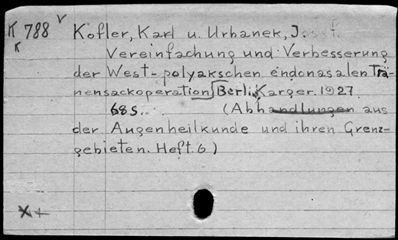 K 788 Kofler, Karl u. Urbanek, J
K Vereinfachung und Verbesserung
der West-polyakschen endonasalen Trä-
nensackoperation. Berlin, Karger. 1927
68 S. (Abhandlungen aus
der Augenheilkunde und ihren Grenz-
gebieten. Heft. 6)